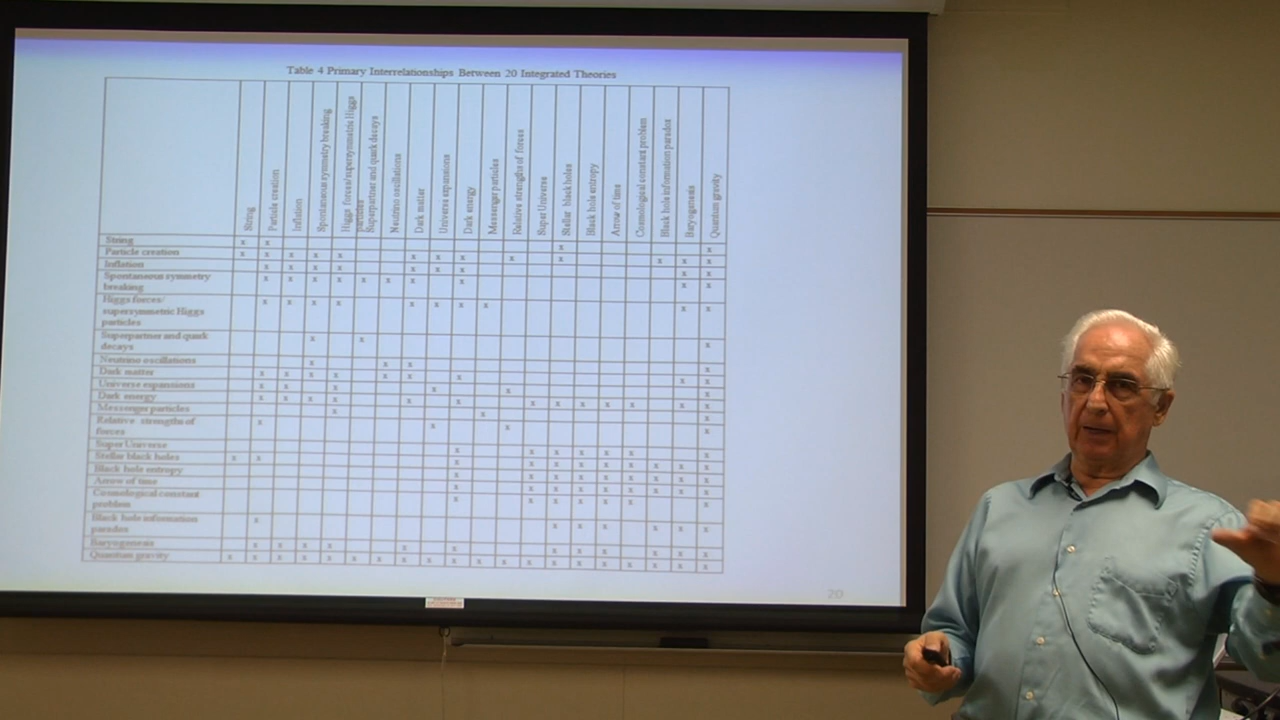 Table 4 Primary Interrelationships Between 20 Integrated Theories
String
Particle creation
Inflation
Spontaneous symmetry breaking
Higgs forces/supersymmetric Higgs
particles
Superpartner and quark decays
Neutrino oscillations
Dark matter
Universe expansions
Dark energy
Messenger particles
Relative strengths of forces
Super Universe
Stellar black holes
Black hole entropy
Arrow of time
Cosmological constant problem
Black hole information paradox
Baryogenesis
Quantum gravity
String x x x x
Particle creation x x x x x x x x x x x x x
Inflation x x x x x x x x x x
Spontaneous symmetry
breaking x x x x x x x x x x
Higgs forces/
supersymmetric Higgs x x x x x x x x x x
particles
Superpartner and quark
decays x x x
Neutrino oscillations x x x x
Dark matter x x x x x x x x x
Universe expansions x x x x x x
Dark energy x x x x x x x x x x x x x
Messenger particles x x x
Relative strengths of
forces x x x x
Super Universe x x x x x x x
Stellar black holes x x x x x x x x x x x
Black hole entropy x x x x x x x x x
Arrow of time x x x x x x x x x
Cosmological constant
problem x x x x x x x
Black hole information
paradox x x x x x x x
Baryogenesis x x x x x x x x x x x x
Quantum gravity x x x x x x x x x x x x x x x x x x x x
20